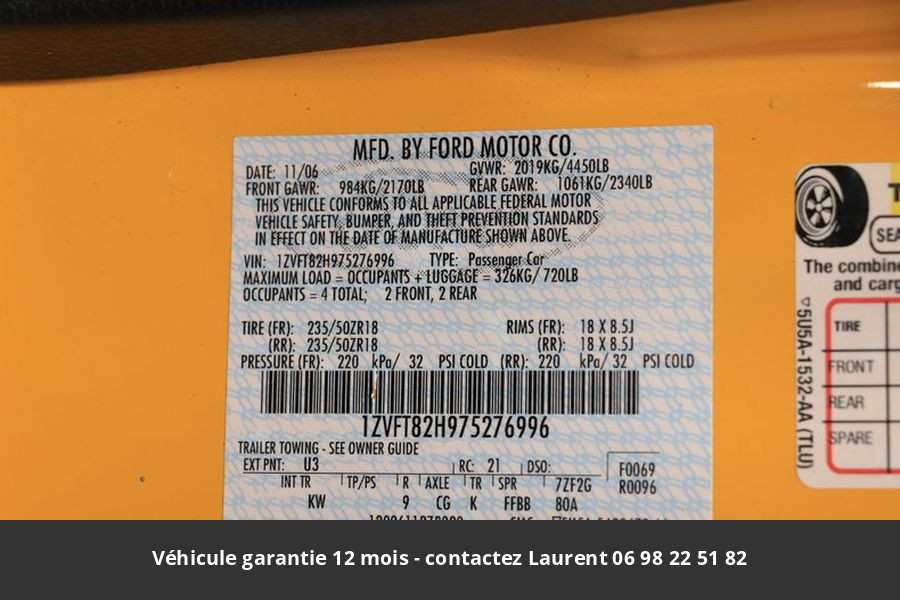 MFD. BY FORD MOTOR CO.
DATE: 11/06 GVWR: 2019KG/4450LB
FRONT GAWR: 984KG/2170LB REAR GAWR: 1061KG/2340LB
THIS VEHICLE CONFORMS TO ALL APPLICABLE FEDERAL MOTOR
VEHICLE SAFETY, BUMPER, AND THEFT PREVENTION STANDARDS
IN EFFECT ON THE DATE OF MANUFACTURE SHOWN ABOVE.
VIN: 1ZVFT82H975276996 TYPE: Passenger Car
MAXIMUM LOAD = OCCUPANTS + LUGGAGE = 326KG/ 720LB
OCCUPANTS = 4 TOTAL; 2 FRONT, 2 REAR
TIRE (FR): 235/50ZR18 RIMS (FR): 18 X 8.5J
(RR): 235/50ZR18 (RR): 18 X 8.5J
PRESSURE (FR): 220 kPa/ 32 PSI COLD (RR): 220 kPa/ 32 PSI COLD
1ZVFT82H975276996
TRAILER TOWING - SEE OWNER GUIDE
EXT PNT: U3 RC: 21 DSO: F0069
INT TR TP/PS R AXLE TR SPR 7ZF2G R0096
KW 9 CG K FFBB 80A
The combine
and carg
TIRE
FRONT
REAR
SPARE
5U5A-1532-AA (TLU)
Véhicule garantie 12 mois - contactez Laurent 06 98 22 51 82